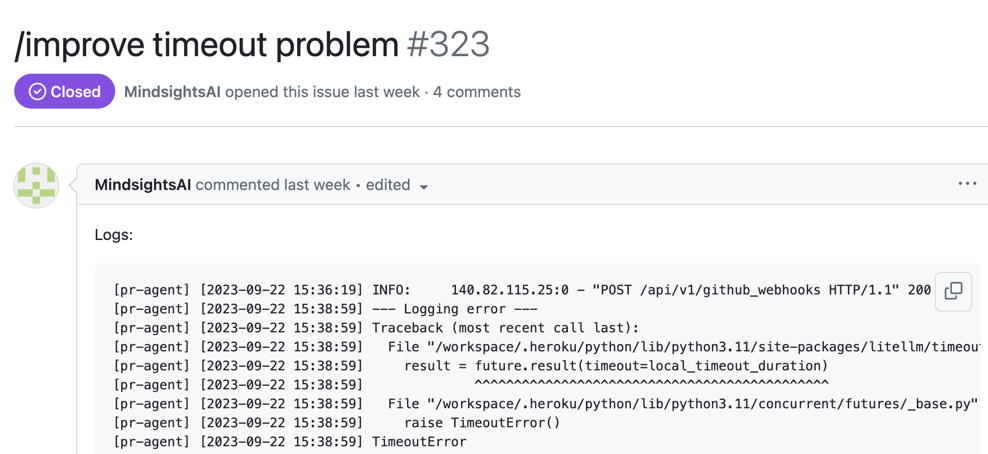 /improve timeout problem #323
Closed MindsightsAI opened this issue last week · 4 comments
MindsightsAI commented last week • edited
Logs:
[pr-agent] [2023-09-22 15:36:19] INFO:     140.82.115.25:0 - "POST /api/v1/github_webhooks HTTP/1.1" 200
[pr-agent] [2023-09-22 15:38:59] --- Logging error ---
[pr-agent] [2023-09-22 15:38:59] Traceback (most recent call last):
[pr-agent] [2023-09-22 15:38:59]   File "/workspace/.heroku/python/lib/python3.11/site-packages/litellm/timeou
[pr-agent] [2023-09-22 15:38:59]     result = future.result(timeout=local_timeout_duration)
[pr-agent] [2023-09-22 15:38:59]              ^^^^^^^^^^^^^^^^^^^^^^^^^^^^^^^^^^^^^^^^^^^^
[pr-agent] [2023-09-22 15:38:59]   File "/workspace/.heroku/python/lib/python3.11/concurrent/futures/_base.py"
[pr-agent] [2023-09-22 15:38:59]     raise TimeoutError()
[pr-agent] [2023-09-22 15:38:59] TimeoutError